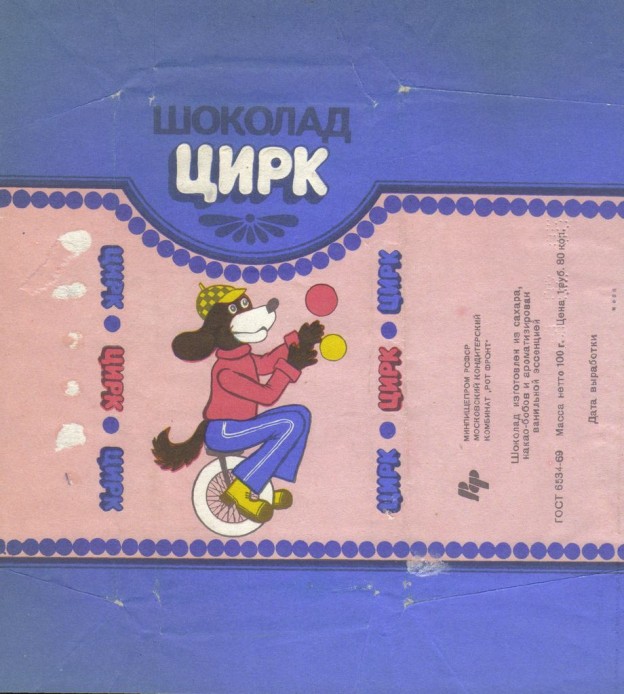 ШОКОЛАД
ЦИРК
ЦИРК • ЦИРК • ЦИРК
ЦИРК • ЦИРК • ЦИРК
МИНПИЩЕПРОМ РСФСР
МОСКОВСКИЙ КОНДИТЕРСКИЙ
КОМБИНАТ „РОТ ФРОНТ"
Шоколад изготовлен из сахара,
какао-бобов и ароматизирован
ванильной эссенцией
ГОСТ 6534-69 Масса нетто 100 г. Цена 1 руб. 80 коп.
Дата выработки